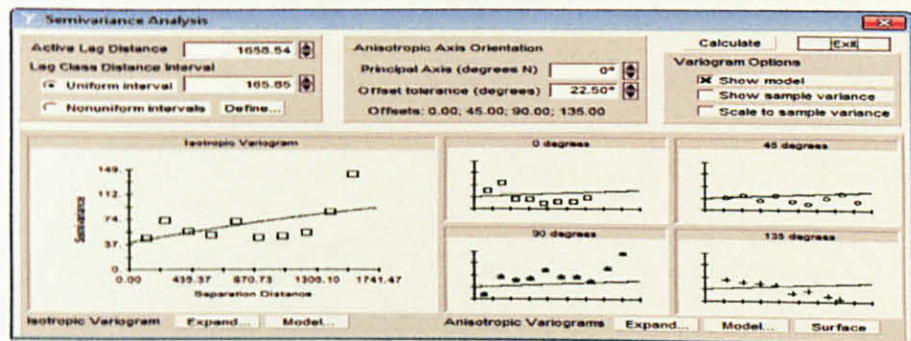 Semivariance Analysis
Active Lag Distance 1658.54
Lag Class Distance Interval
Uniform interval 165.85
Nonuniform intervals Define...
Anisotropic Axis Orientation
Principal Axis (degrees N) 0°
Offset tolerance (degrees) 22.50°
Offsets: 0.00; 45.00; 90.00; 135.00
Calculate Exit
Variogram Options
Show model
Show sample variance
Scale to sample variance
Isotropic Variogram
149.
112.
74.
37.
0.
Semivariance
0.00 435.37 870.73 1306.10 1741.47
Separation Distance
0 degrees
45 degrees
90 degrees
135 degrees
Isotropic Variogram Expand... Model...
Anisotropic Variograms Expand... Model... Surface